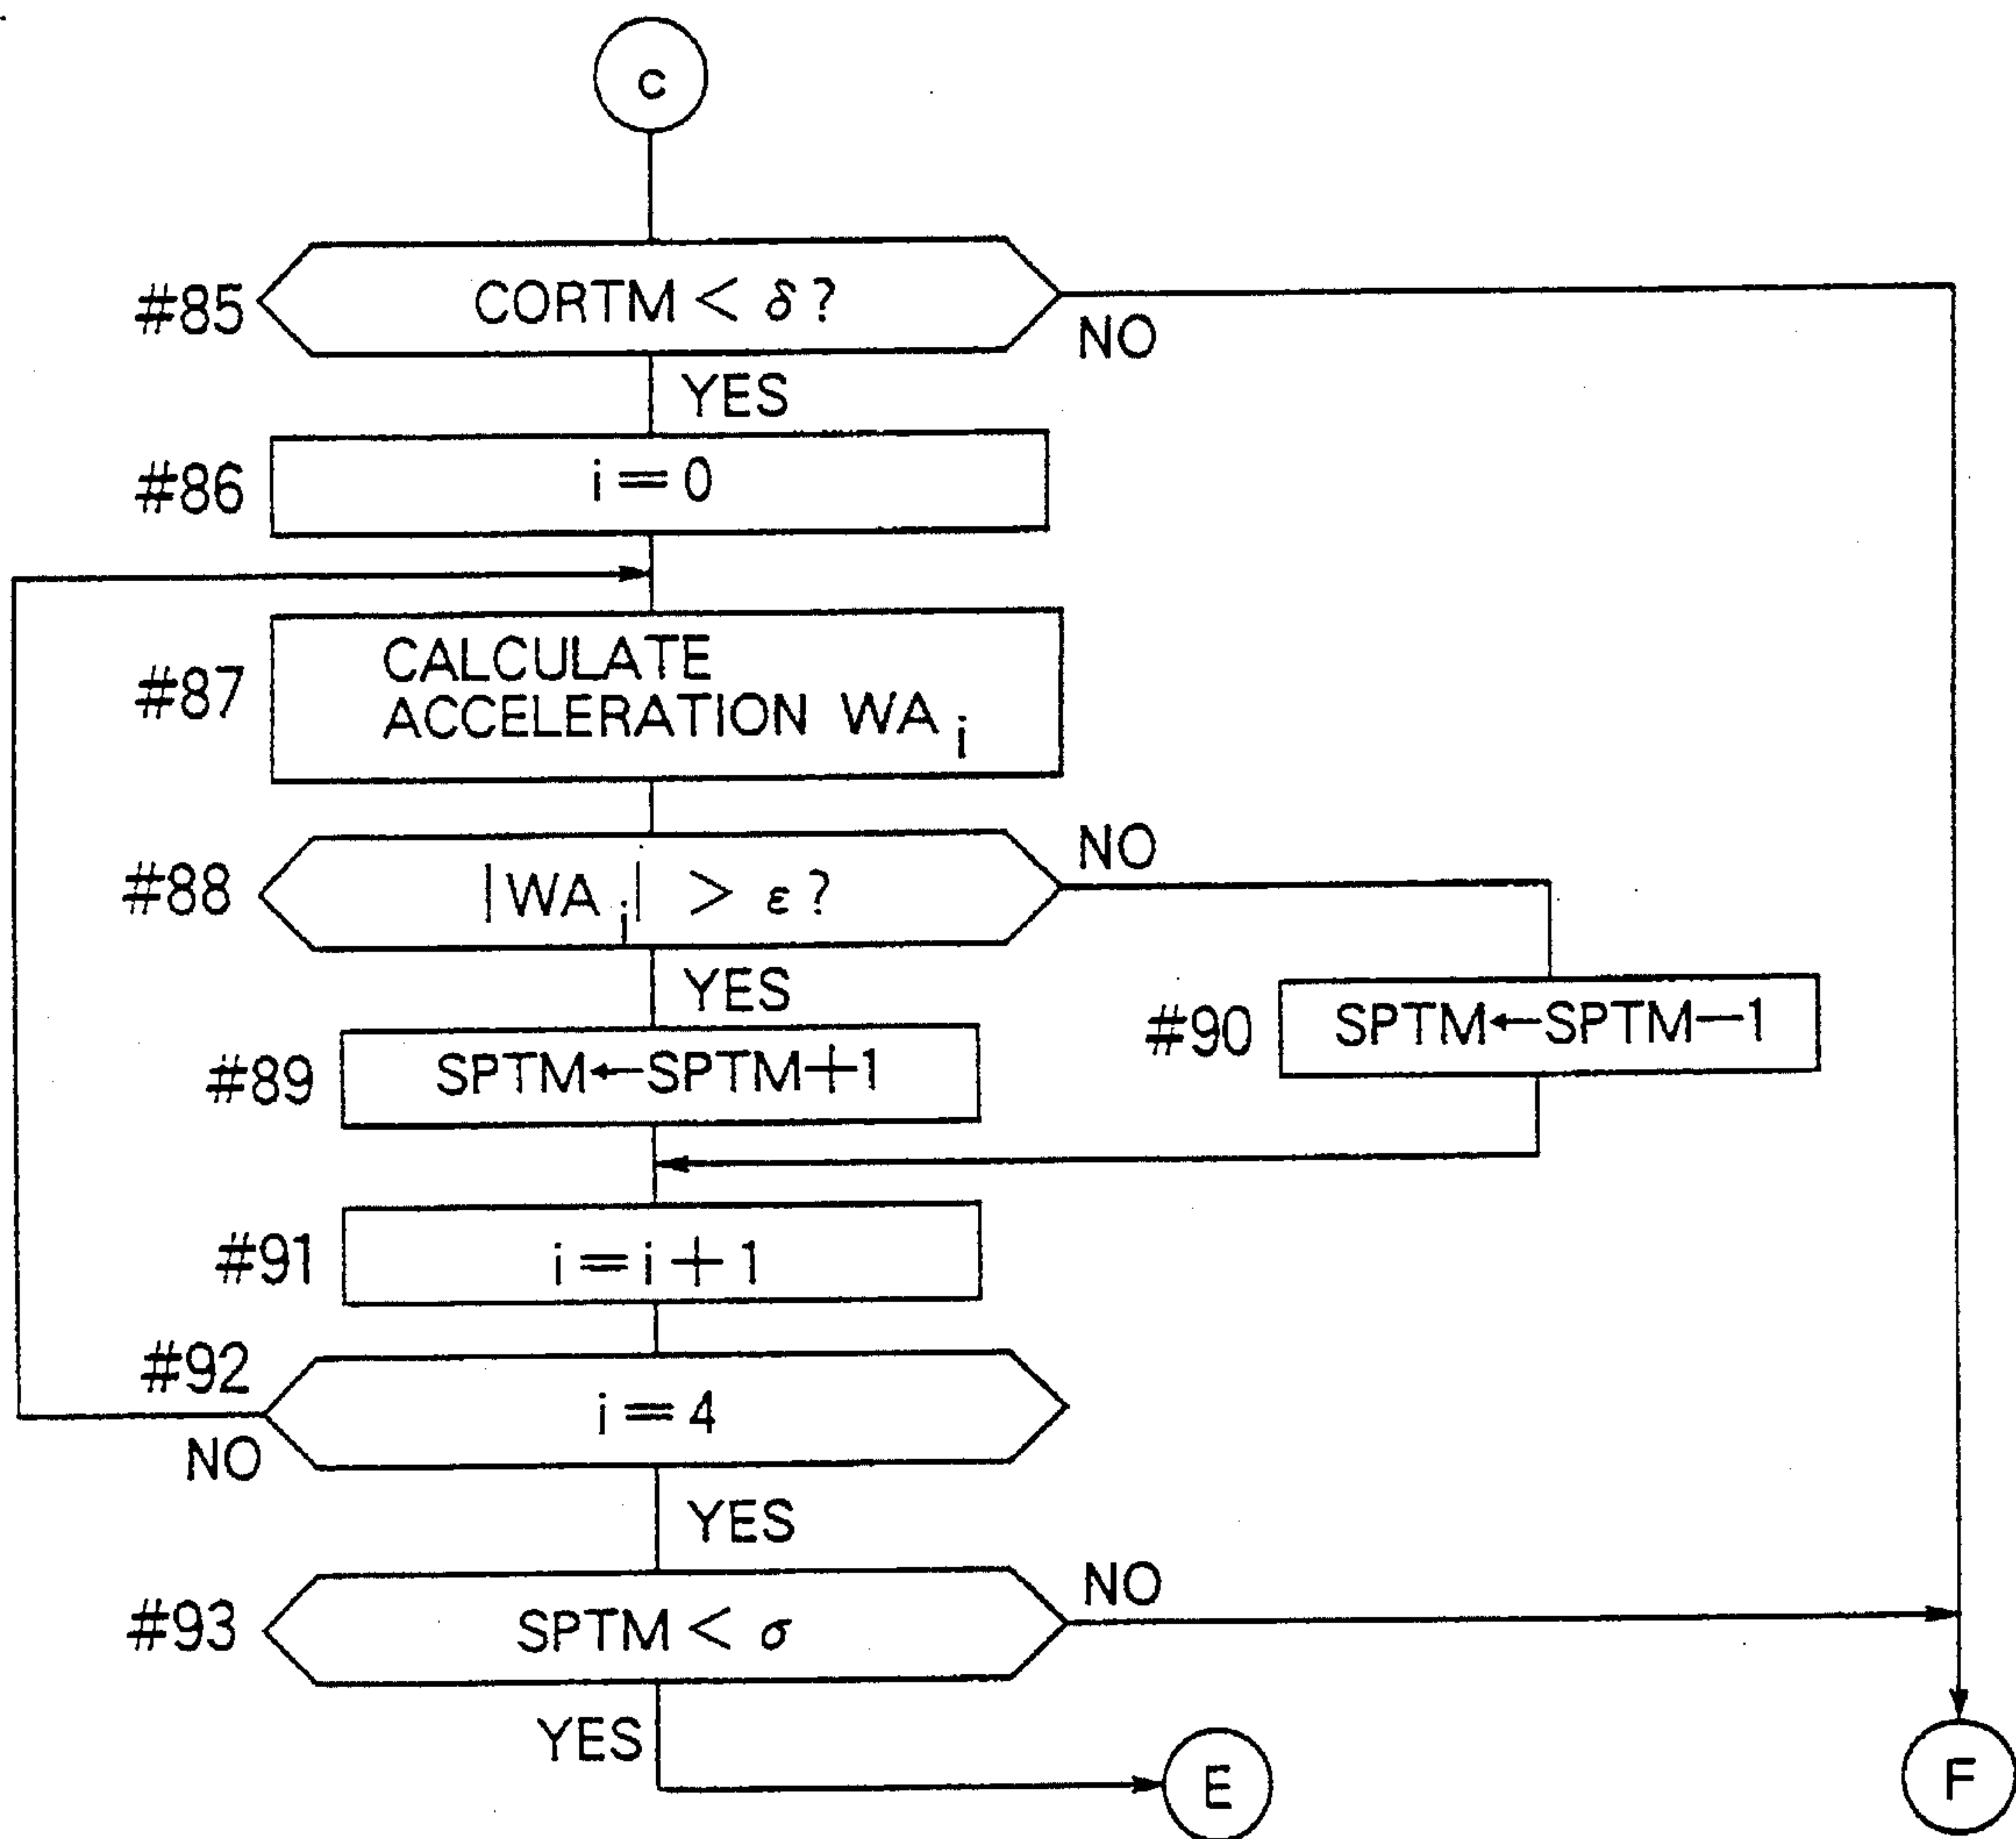 c
#85 CORTM < δ?
NO
YES
#86 i=0
#87 CALCULATE
ACCELERATION WA i
#88 |WA i| > ε?
NO
YES
#90 SPTM←SPTM−1
#89 SPTM←SPTM+1
#91 i=i+1
#92 i=4
NO
YES
#93 SPTM < σ
NO
YES
E
F